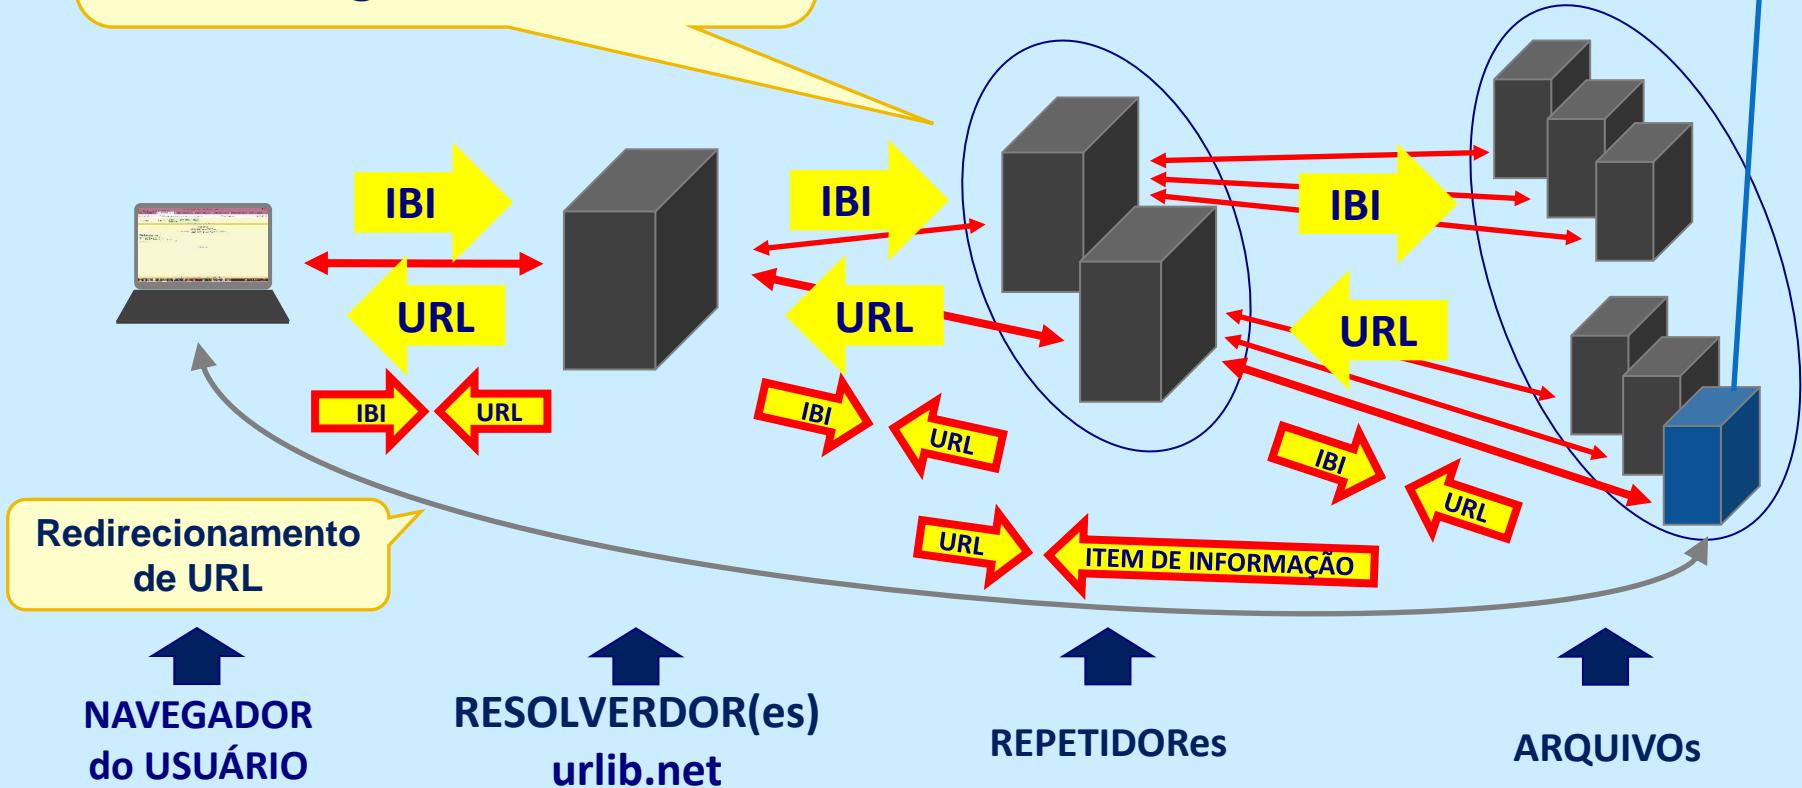 IBI
IBI
IBI
URL
URL
URL
IBI
URL
IBI
URL
IBI
URL
Redirecionamento
de URL
URL
ITEM DE INFORMAÇÃO
NAVEGADOR
do USUÁRIO
RESOLVERDOR(es)
urlib.net
REPETIDORes
ARQUIVOs